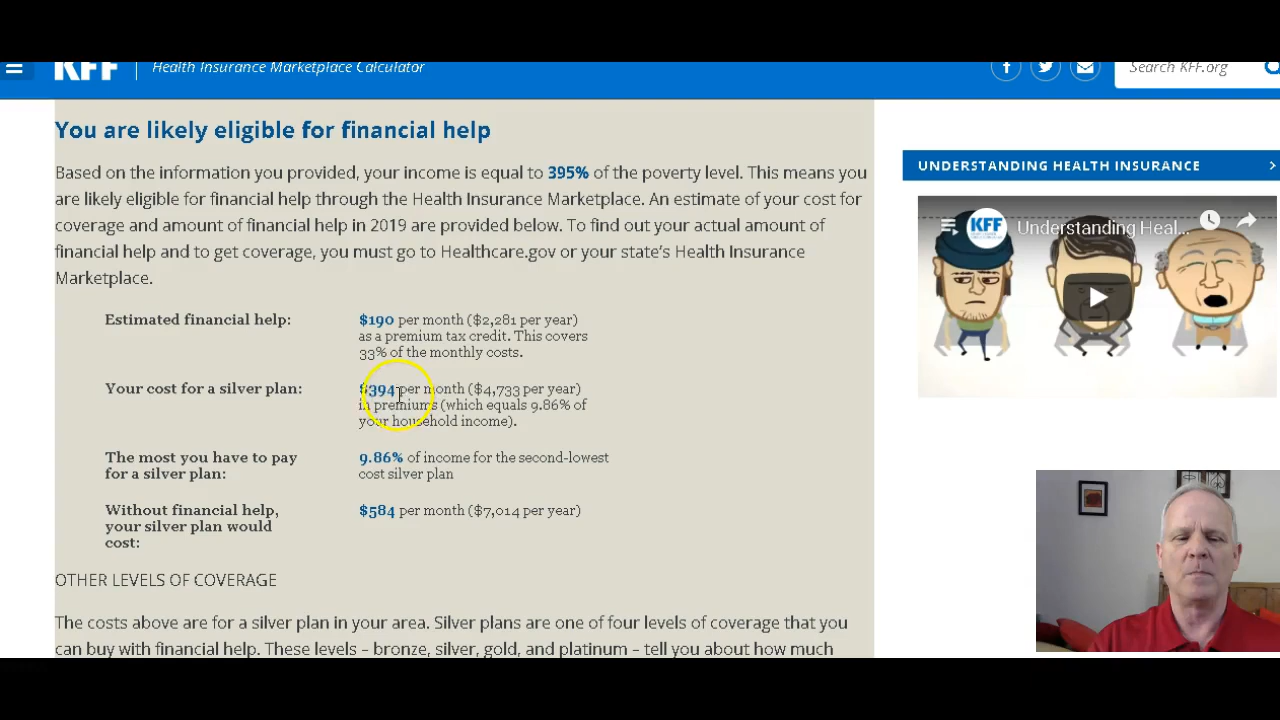 KFF
Health Insurance Marketplace Calculator
Search KFF.org
You are likely eligible for financial help
Based on the information you provided, your income is equal to 395% of the poverty level. This means you
are likely eligible for financial help through the Health Insurance Marketplace. An estimate of your cost for
coverage and amount of financial help in 2019 are provided below. To find out your actual amount of
financial help and to get coverage, you must go to Healthcare.gov or your state's Health Insurance
Marketplace.
Estimated financial help:
$190 per month ($2,281 per year)
as a premium tax credit. This covers
33% of the monthly costs.
Your cost for a silver plan:
$394 per month ($4,733 per year)
in premiums (which equals 9.86% of
your household income).
The most you have to pay
for a silver plan:
9.86% of income for the second-lowest
cost silver plan
Without financial help,
your silver plan would
cost:
$584 per month ($7,014 per year)
OTHER LEVELS OF COVERAGE
The costs above are for a silver plan in your area. Silver plans are one of four levels of coverage that you
can buy with financial help. These levels – bronze, silver, gold, and platinum – tell you about how much
UNDERSTANDING HEALTH INSURANCE
KFF
Understanding Heal...